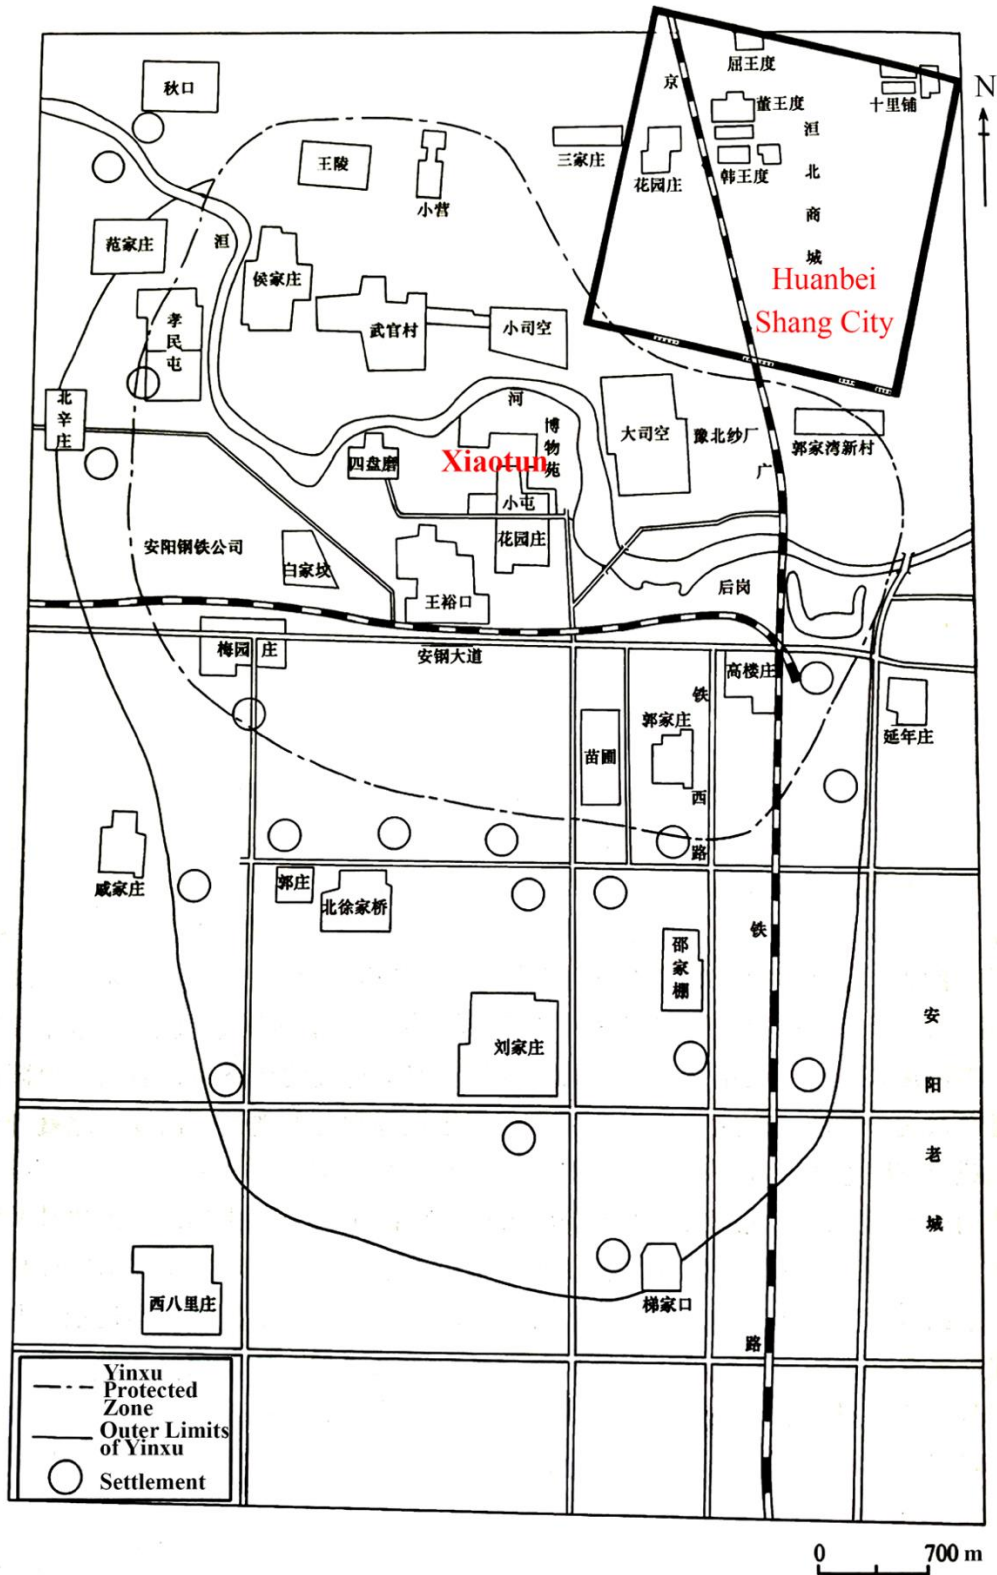 屈王度
十里铺
N
秋口
京
董王度
洹北商城
三家庄
花园庄
韩王度
王陵
小营
范家庄
洹
侯家庄
Huanbei
Shang City
孝民屯
武官村
小司空
北辛庄
河
博物苑
大司空
豫北纱厂
郭家湾新村
四盘磨
Xiaotun
广
小屯
花园庄
安阳钢铁公司
白家坟
后岗
王裕口
梅园庄
安钢大道
高楼庄
铁
郭家庄
延年庄
苗圃
西
路
戚家庄
郭庄
北徐家桥
铁
邵家棚
刘家庄
安阳老城
西八里庄
梯家口
路
Yinxu
Protected
Zone
Outer Limits
of Yinxu
Settlement
0 700 m